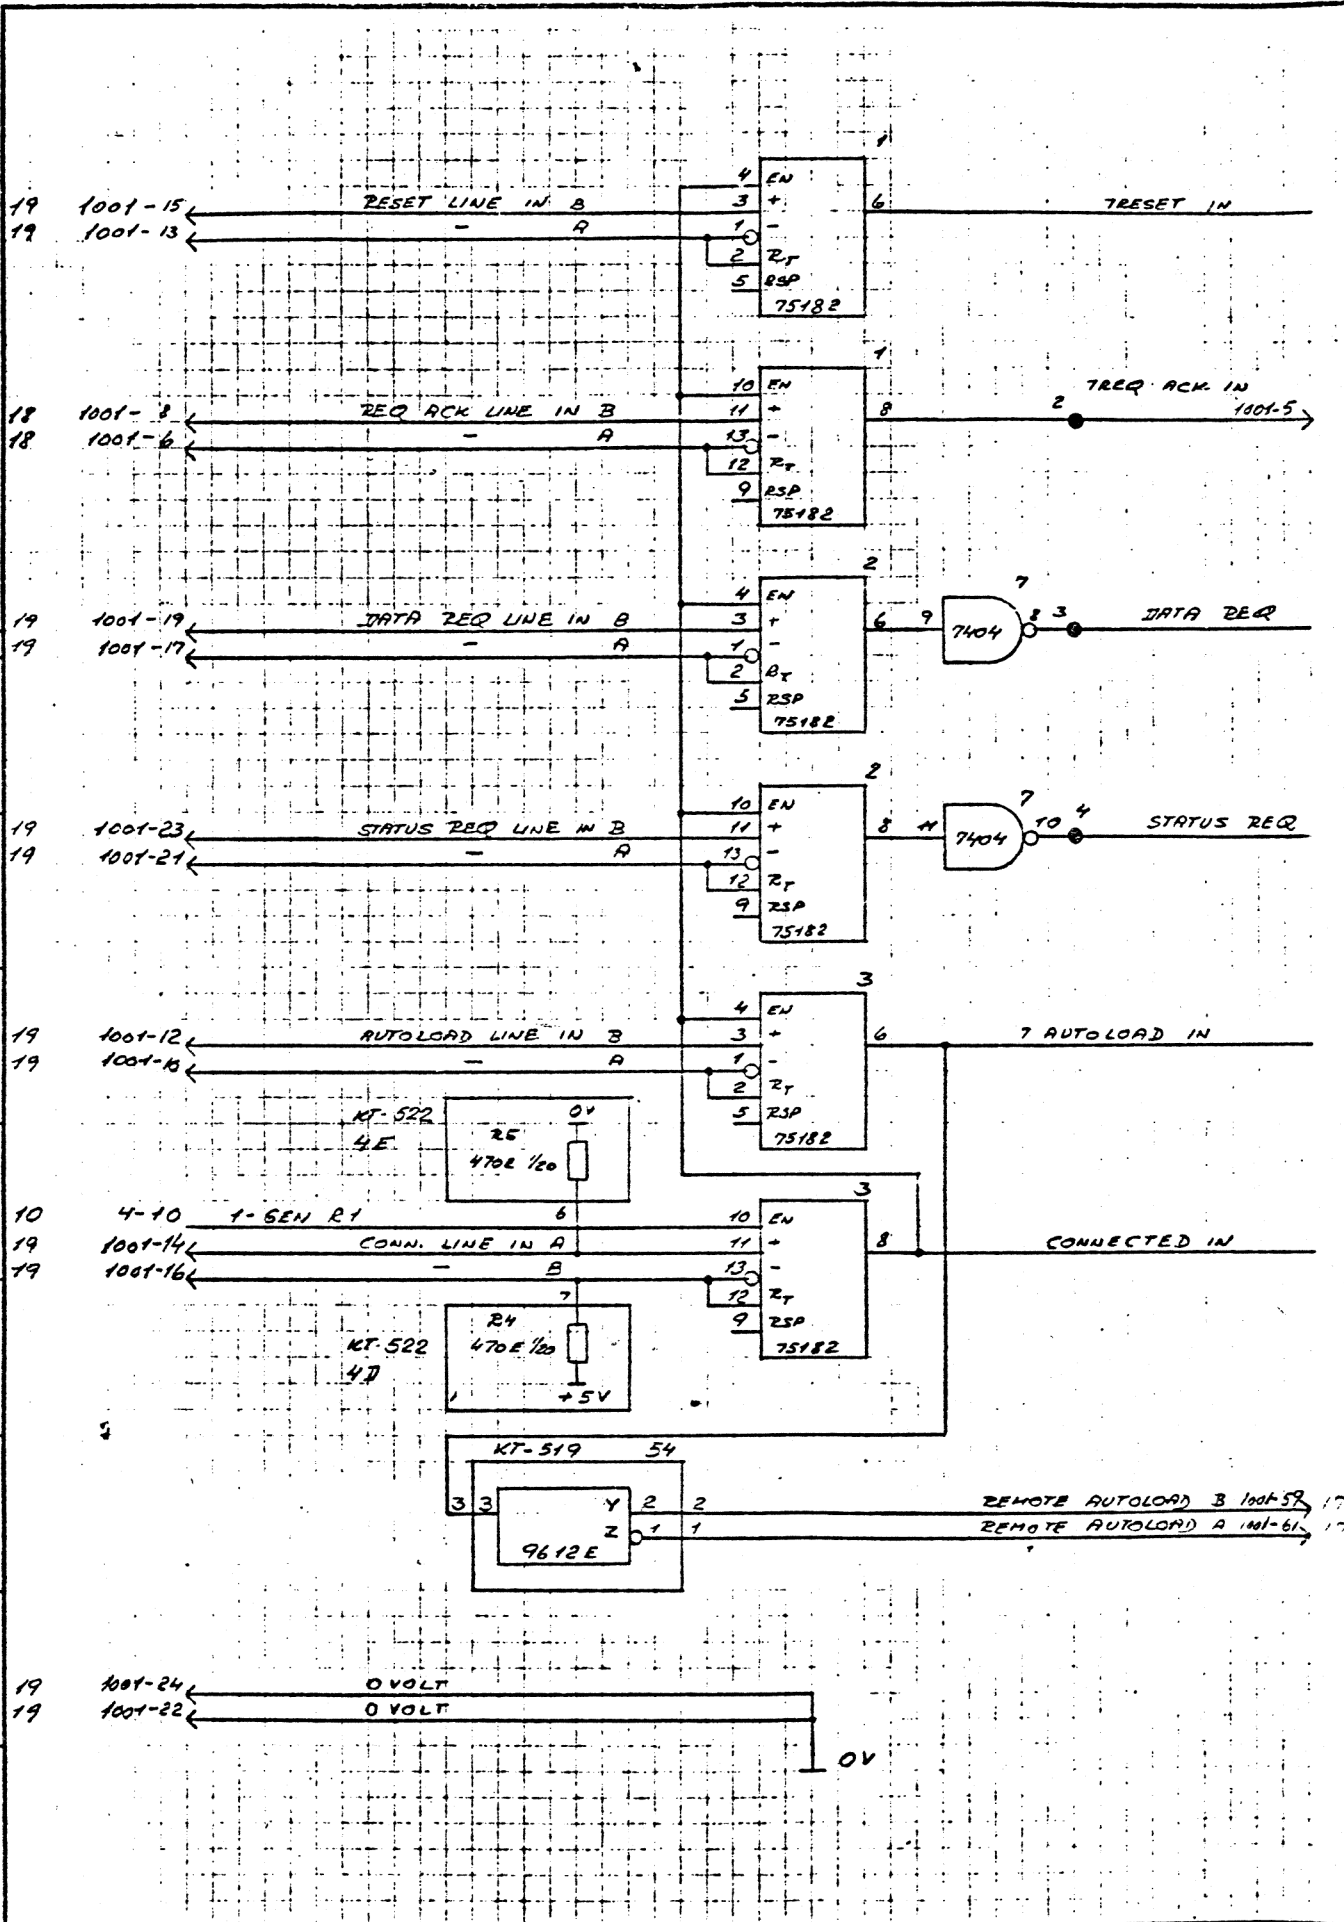 1
4 EN
19 1001-15 RESET LINE IN B 3 + 6 7RESET IN
19 1001-13 - A 1 -
2 RT
5 RSP
75182
1
10 EN 7REQ ACK IN
18 1001-8 REQ ACK LINE IN B 11 + 8 2 1001-5
18 1001-6 - A 13 -
12 RT
9 RSP
75182
2
4 EN 7
19 1001-19 DATA REQ LINE IN B 3 + 6 9 7404 8 3 DATA REQ
19 1001-17 - A 1 -
2 RT
5 RSP
75182
2
10 EN 7 4
19 1001-23 STATUS REQ LINE IN B 11 + 8 11 7404 10 STATUS REQ
19 1001-21 - A 13 -
12 RT
9 RSP
75182
3
4 EN
19 1001-12 AUTOLOAD LINE IN B 3 + 6 7 AUTOLOAD IN
19 - A 1 -
2 RT
KT-522 0V 5 RSP
4E R5 75182
470E 1/20
3
10 4-10 1-GEN R1 6 10 EN
19 1001-14 CONN. LINE IN A 11 + 8 CONNECTED IN
19 1001-16 - B 13 -
7 12 RT
R4 9 RSP
KT-522 470E 1/20 75182
4D
+5V
KT-519 54
3 3 Y 2 2 REMOTE AUTOLOAD B 1001-59
Z 1 1 REMOTE AUTOLOAD A 1001-61
9612E
19 1001-24 0 VOLT
19 1001-22 0 VOLT
0V